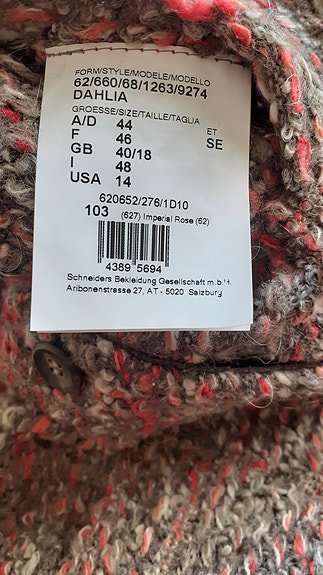 FORM/STYLE/MODELE/MODELLO
62/660/68/1263/9274
DAHLIA
GROESSE/SIZE/TAILLE/TAGLIA
A/D 44 ET
F 46 SE
GB 40/18
I 48
USA 14
620652/276/1D10
103 (627) Imperial Rose (62)
4389 5694
Schneiders Bekleidung Gesellschaft m.b.H.
Aribonenstrasse 27, AT - 5020 Salzburg